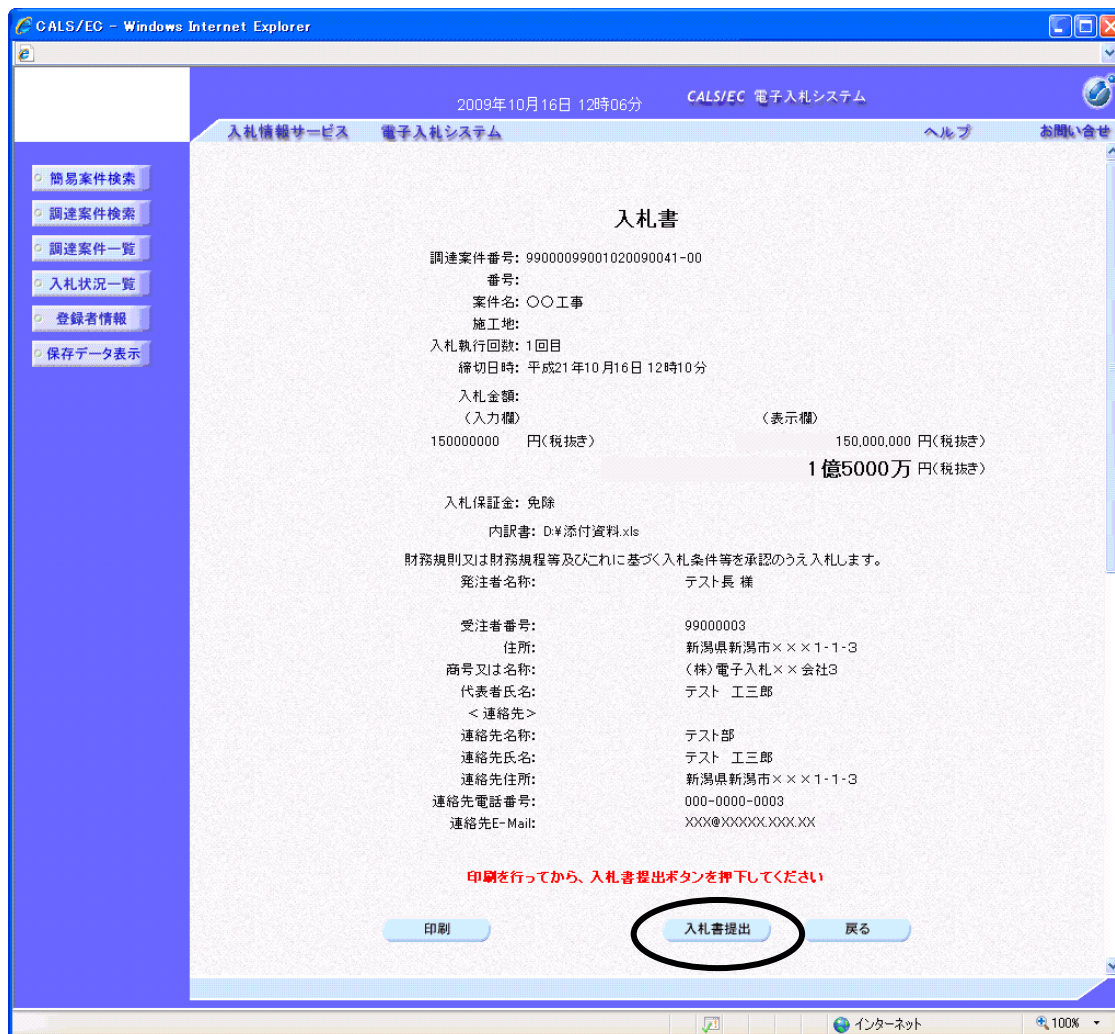 CALS/EC - Windows Internet Explorer
2009年10月16日 12時06分 CALS/EC 電子入札システム
入札情報サービス 電子入札システム ヘルプ お問い合せ
簡易案件検索
調達案件検索
調達案件一覧
入札状況一覧
登録者情報
保存データ表示
入札書
調達案件番号: 99000099001020090041-00
番号:
案件名: 〇〇工事
施工地:
入札執行回数: 1回目
締切日時: 平成21年10月16日 12時10分
入札金額:
(入力欄) (表示欄)
150000000 円(税抜き) 150,000,000 円(税抜き)
1億5000万 円(税抜き)
入札保証金: 免除
内訳書: D:¥添付資料.xls
財務規則又は財務規程等及びこれに基づく入札条件等を承認のうえ入札します。
発注者名称: テスト長 様
受注者番号: 99000003
住所: 新潟県新潟市×××1-1-3
商号又は名称: (株)電子入札××会社3
代表者氏名: テスト 工三郎
<連絡先>
連絡先名称: テスト部
連絡先氏名: テスト 工三郎
連絡先住所: 新潟県新潟市×××1-1-3
連絡先電話番号: 000-0000-0003
連絡先E-Mail: XXX@XXXXX.XXX.XX
印刷を行ってから、入札書提出ボタンを押下してください
印刷 入札書提出 戻る
インターネット 100%